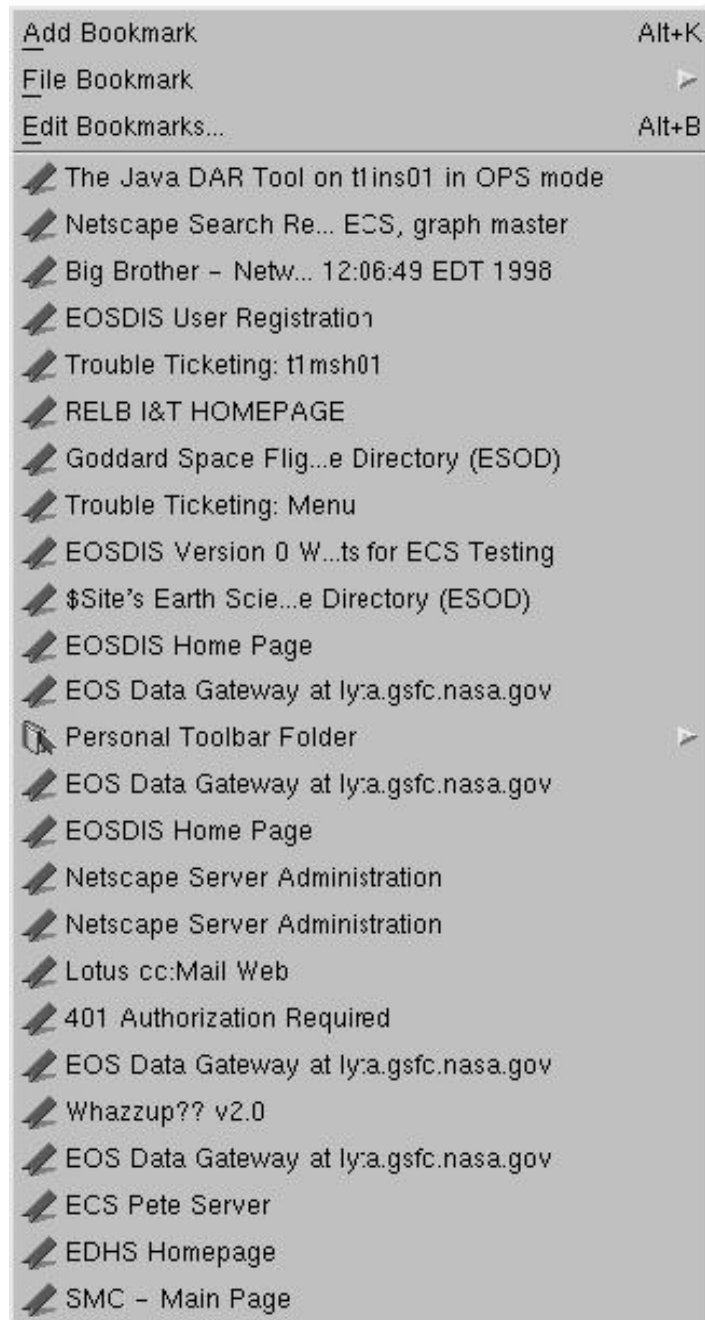 Add Bookmark Alt+K
File Bookmark
Edit Bookmarks... Alt+B
The Java DAR Tool on t1ins01 in OPS mode
Netscape Search Re... ECS, graph master
Big Brother – Netw... 12:06:49 EDT 1998
EOSDIS User Registration
Trouble Ticketing: t1msh01
RELB I&T HOMEPAGE
Goddard Space Flig...e Directory (ESOD)
Trouble Ticketing: Menu
EOSDIS Version 0 W...ts for ECS Testing
$Site's Earth Scie...e Directory (ESOD)
EOSDIS Home Page
EOS Data Gateway at lyta.gsfc.nasa.gov
Personal Toolbar Folder
EOS Data Gateway at lyta.gsfc.nasa.gov
EOSDIS Home Page
Netscape Server Administration
Netscape Server Administration
Lotus cc:Mail Web
401 Authorization Required
EOS Data Gateway at lyta.gsfc.nasa.gov
Whazzup?? v2.0
EOS Data Gateway at lyta.gsfc.nasa.gov
ECS Pete Server
EDHS Homepage
SMC – Main Page